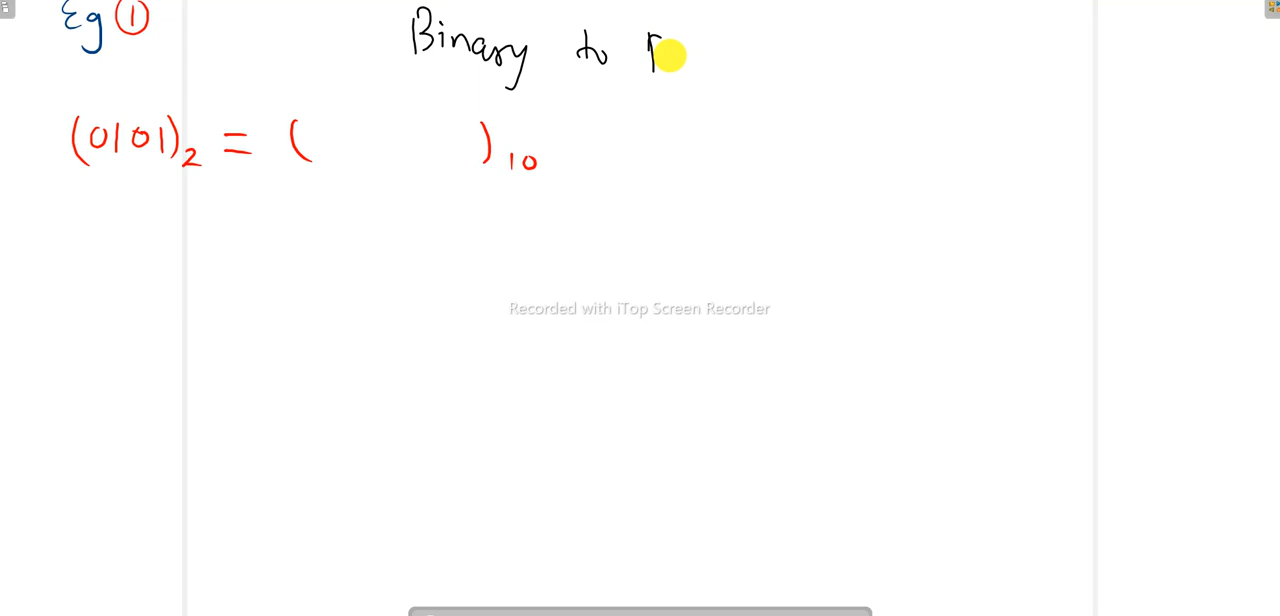 Eg ①
Binary to
(0101)₂ = ( )₁₀
Recorded with iTop Screen Recorder